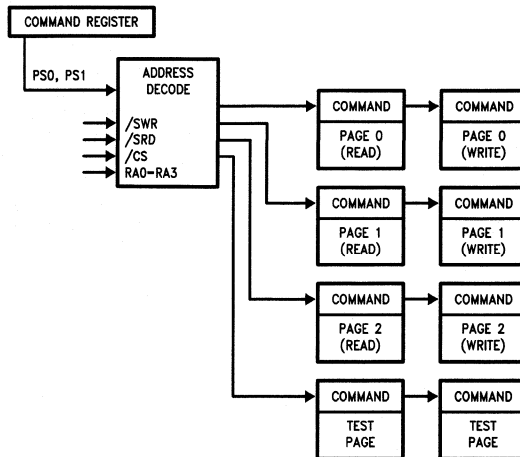 COMMAND REGISTER
PS0, PS1
ADDRESS
DECODE
/SWR
/SRD
/CS
RA0-RA3
COMMAND
PAGE 0
(READ)
COMMAND
PAGE 0
(WRITE)
COMMAND
PAGE 1
(READ)
COMMAND
PAGE 1
(WRITE)
COMMAND
PAGE 2
(READ)
COMMAND
PAGE 2
(WRITE)
COMMAND
TEST
PAGE
COMMAND
TEST
PAGE